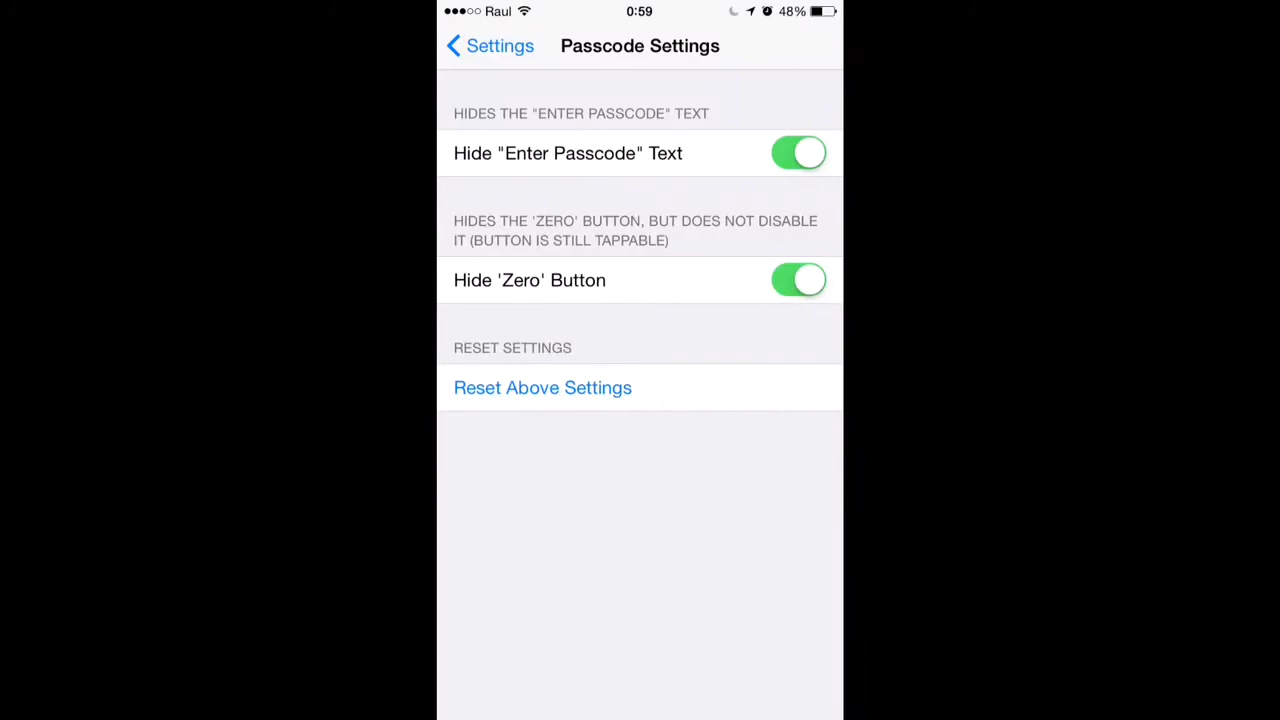 Raul 0:59 48%
Settings Passcode Settings
HIDES THE "ENTER PASSCODE" TEXT
Hide "Enter Passcode" Text
HIDES THE 'ZERO' BUTTON, BUT DOES NOT DISABLE
IT (BUTTON IS STILL TAPPABLE)
Hide 'Zero' Button
RESET SETTINGS
Reset Above Settings